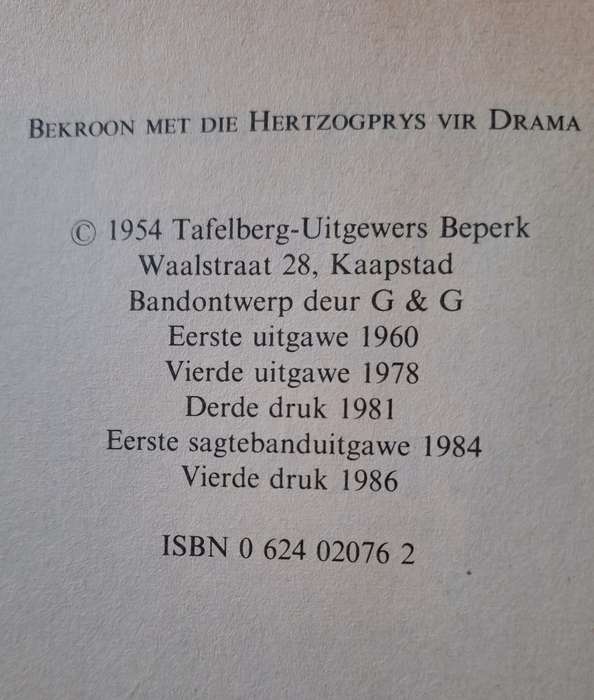 BEKROON MET DIE HERTZOGPRYS VIR DRAMA
© 1954 Tafelberg-Uitgewers Beperk
Waalstraat 28, Kaapstad
Bandontwerp deur G & G
Eerste uitgawe 1960
Vierde uitgawe 1978
Derde druk 1981
Eerste sagtebanduitgawe 1984
Vierde druk 1986
ISBN 0 624 02076 2